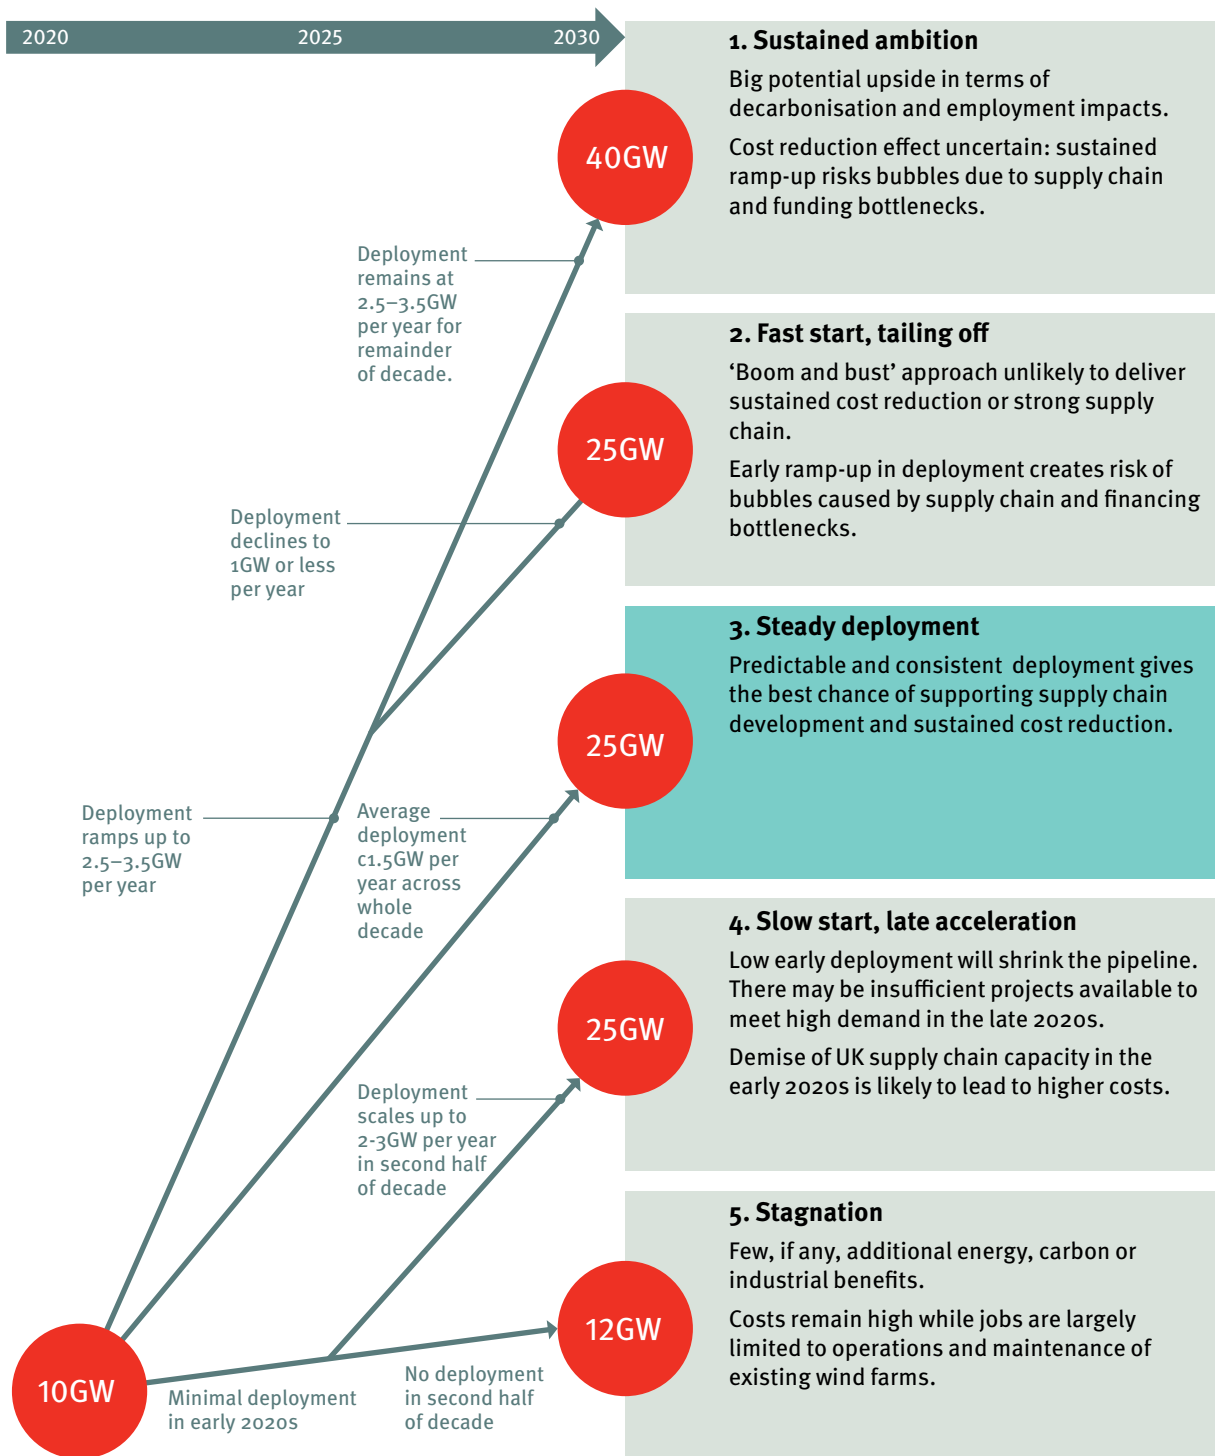 2020 2025 2030
1. Sustained ambition
Big potential upside in terms of
decarbonisation and employment impacts.
Cost reduction effect uncertain: sustained
ramp-up risks bubbles due to supply chain
and funding bottlenecks.
40GW
Deployment
remains at
2.5–3.5GW
per year for
remainder
of decade.
2. Fast start, tailing off
‘Boom and bust’ approach unlikely to deliver
sustained cost reduction or strong supply
chain.
Early ramp-up in deployment creates risk of
bubbles caused by supply chain and financing
bottlenecks.
25GW
Deployment
declines to
1GW or less
per year
3. Steady deployment
Predictable and consistent deployment gives
the best chance of supporting supply chain
development and sustained cost reduction.
25GW
Deployment
ramps up to
2.5–3.5GW
per year
Average
deployment
c1.5GW per
year across
whole
decade
4. Slow start, late acceleration
Low early deployment will shrink the pipeline.
There may be insufficient projects available to
meet high demand in the late 2020s.
Demise of UK supply chain capacity in the
early 2020s is likely to lead to higher costs.
25GW
Deployment
scales up to
2-3GW per year
in second half
of decade
5. Stagnation
Few, if any, additional energy, carbon or
industrial benefits.
Costs remain high while jobs are largely
limited to operations and maintenance of
existing wind farms.
12GW
10GW
Minimal deployment
in early 2020s
No deployment
in second half
of decade